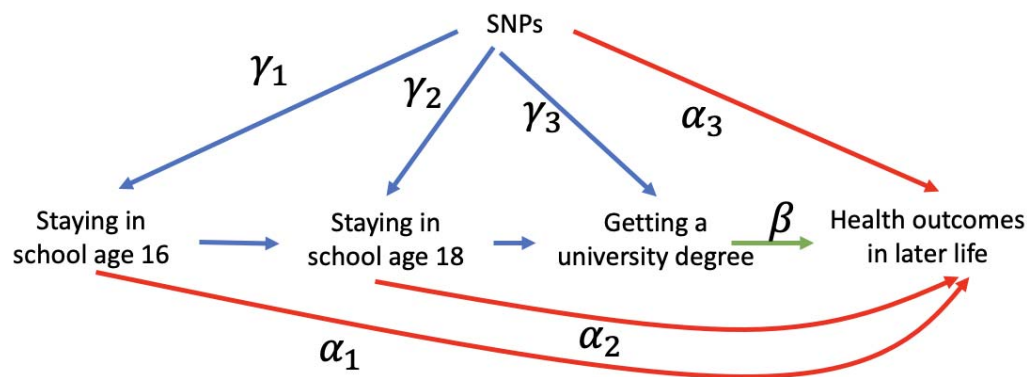 SNPs
γ₁
γ₂
γ₃
α₃
Staying in
school age 16
Staying in
school age 18
Getting a
university degree
β
Health outcomes
in later life
α₁
α₂